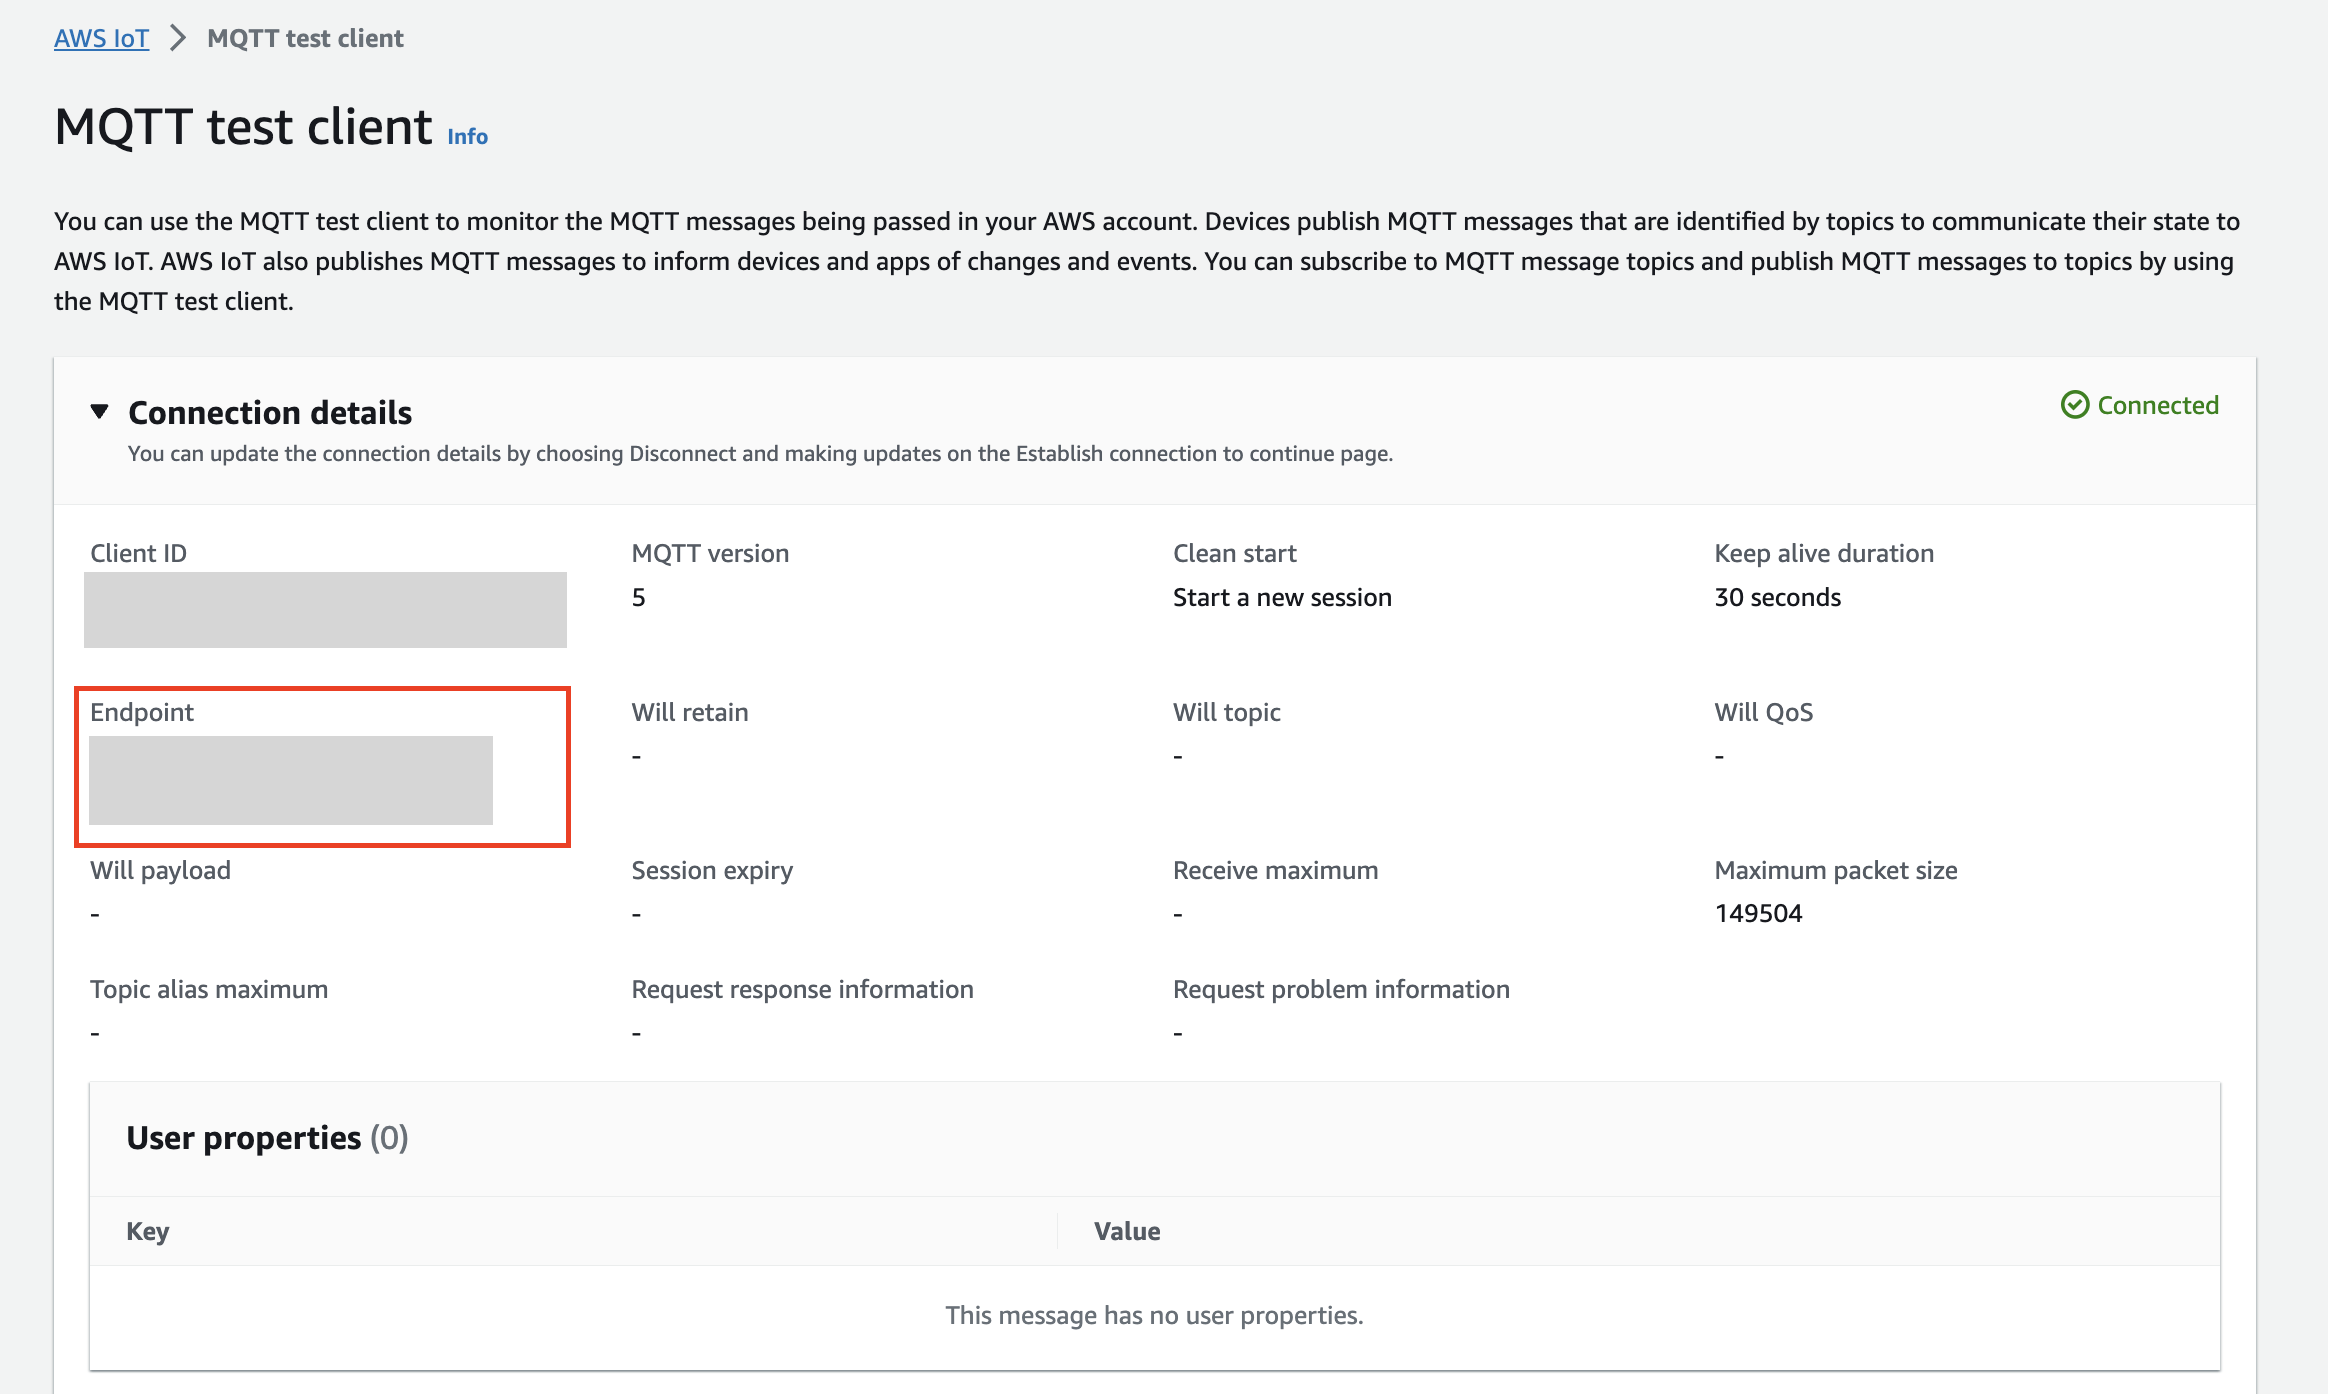 AWS IoT > MQTT test client
MQTT test client Info
You can use the MQTT test client to monitor the MQTT messages being passed in your AWS account. Devices publish MQTT messages that are identified by topics to communicate their state to
AWS IoT. AWS IoT also publishes MQTT messages to inform devices and apps of changes and events. You can subscribe to MQTT message topics and publish MQTT messages to topics by using
the MQTT test client.
Connection details
Connected
You can update the connection details by choosing Disconnect and making updates on the Establish connection to continue page.
Client ID
MQTT version
5
Clean start
Start a new session
Keep alive duration
30 seconds
Endpoint
Will retain
-
Will topic
-
Will QoS
-
Will payload
-
Session expiry
-
Receive maximum
-
Maximum packet size
149504
Topic alias maximum
-
Request response information
-
Request problem information
-
User properties (0)
Key
Value
This message has no user properties.